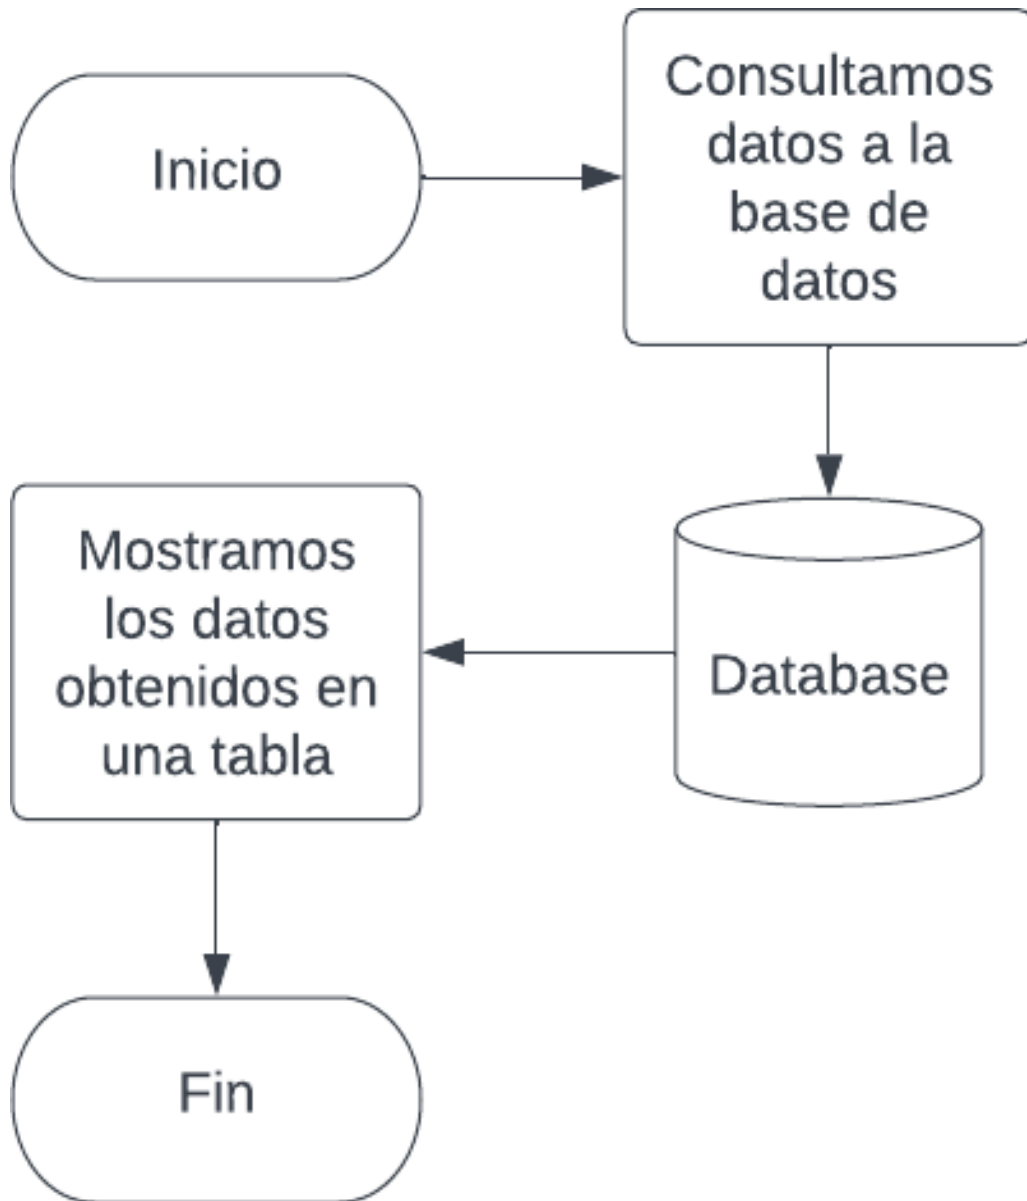 Inicio
Consultamos
datos a la
base de
datos
Database
Mostramos
los datos
obtenidos en
una tabla
Fin